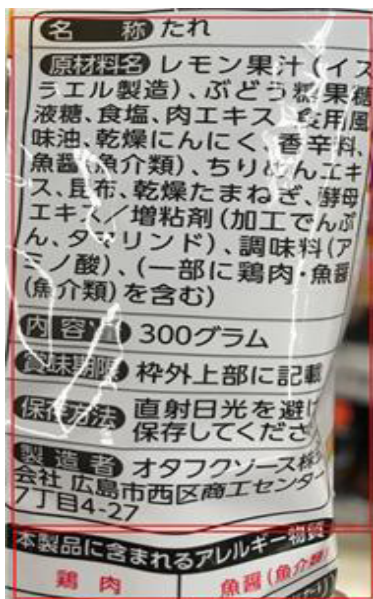 名称 たれ
原材料名 レモン果汁(イス
ラエル製造)、ぶどう糖果糖
液糖、食塩、肉エキス、食用風
味油、乾燥にんにく、香辛料、
魚醤(魚介類)、ちりめんエキ
ス、昆布、乾燥たまねぎ、酵母
エキス/増粘剤(加工でんぷ
ん、タマリンド)、調味料(ア
ミノ酸)、(一部に鶏肉・魚醤
(魚介類)を含む)
内容量 300グラム
賞味期限 枠外上部に記載
保存方法 直射日光を避け
保存してくださ
製造者 オタフクソース株式
会社 広島市西区商工センター
7丁目4-27
本製品に含まれるアレルギー物質
鶏肉 魚醤(魚介類)